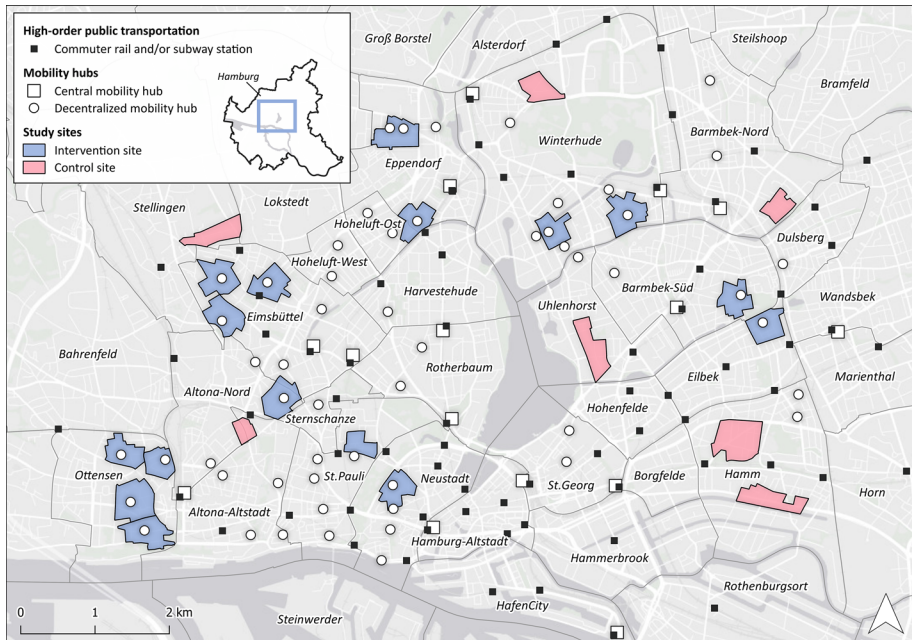 High-order public transportation
Commuter rail and/or subway station
Mobility hubs
Central mobility hub
Decentralized mobility hub
Study sites
Intervention site
Control site
Hamburg
Groß Borstel
Alsterdorf
Steilshoop
Bramfeld
Barmbek-Nord
Winterhude
Eppendorf
Lokstedt
Stellingen
Hoheluft-Ost
Dulsberg
Hoheluft-West
Harvestehude
Barmbek-Süd
Uhlenhorst
Wandsbek
Eimsbüttel
Bahrenfeld
Rotherbaum
Eilbek
Marienthal
Altona-Nord
Sternschanze
Hohenfelde
Ottensen
St.Pauli
Neustadt
St.Georg
Borgfelde
Hamm
Horn
Altona-Altstadt
Hamburg-Altstadt
Hammerbrook
Rothenburgsort
HafenCity
Steinwerder
0 1 2 km